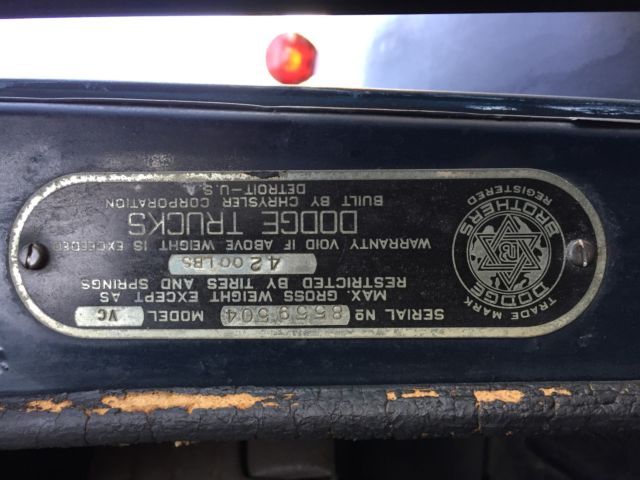 SERIAL Nº 8559504 MODEL VC
MAX. GROSS WEIGHT EXCEPT AS
RESTRICTED BY TIRES AND SPRINGS
4200 LBS
WARRANTY VOID IF ABOVE WEIGHT IS EXCEEDED
DODGE TRUCKS
BUILT BY CHRYSLER CORPORATION
DETROIT-U.S.A.
TRADE MARK
DODGE BROTHERS
DB
REGISTERED